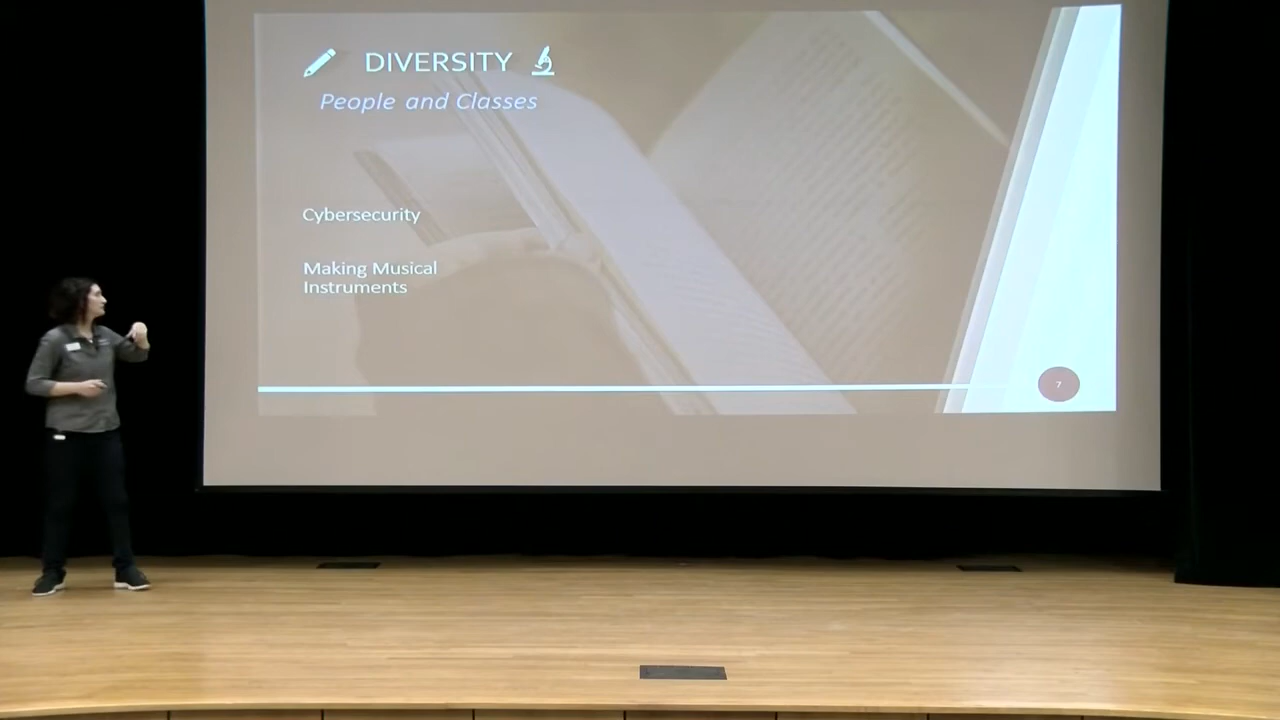 DIVERSITY
People and Classes
Cybersecurity
Making Musical
Instruments
7